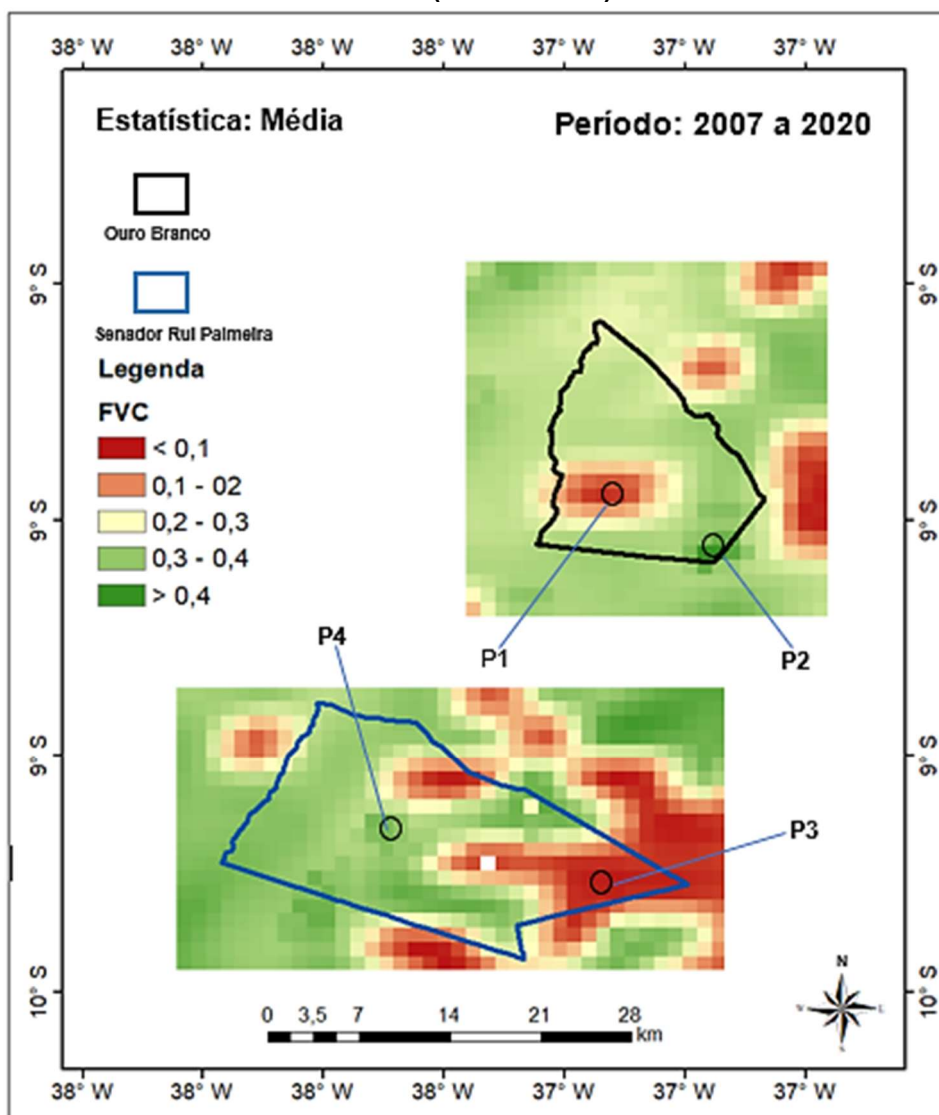 38° W 38° W 38° W 37° W 37° W 37° W 37° W
Estatística: Média
Período: 2007 a 2020
Ouro Branco
Senador Rui Palmeira
Legenda
FVC
< 0,1
0,1 - 02
0,2 - 0,3
0,3 - 0,4
> 0,4
9° S
9° S
9° S
10° S
9° S
9° S
9° S
10° S
P1
P2
P4
P3
N
0 3,5 7 14 21 28
km
38° W 38° W 38° W 37° W 37° W 37° W 37° W